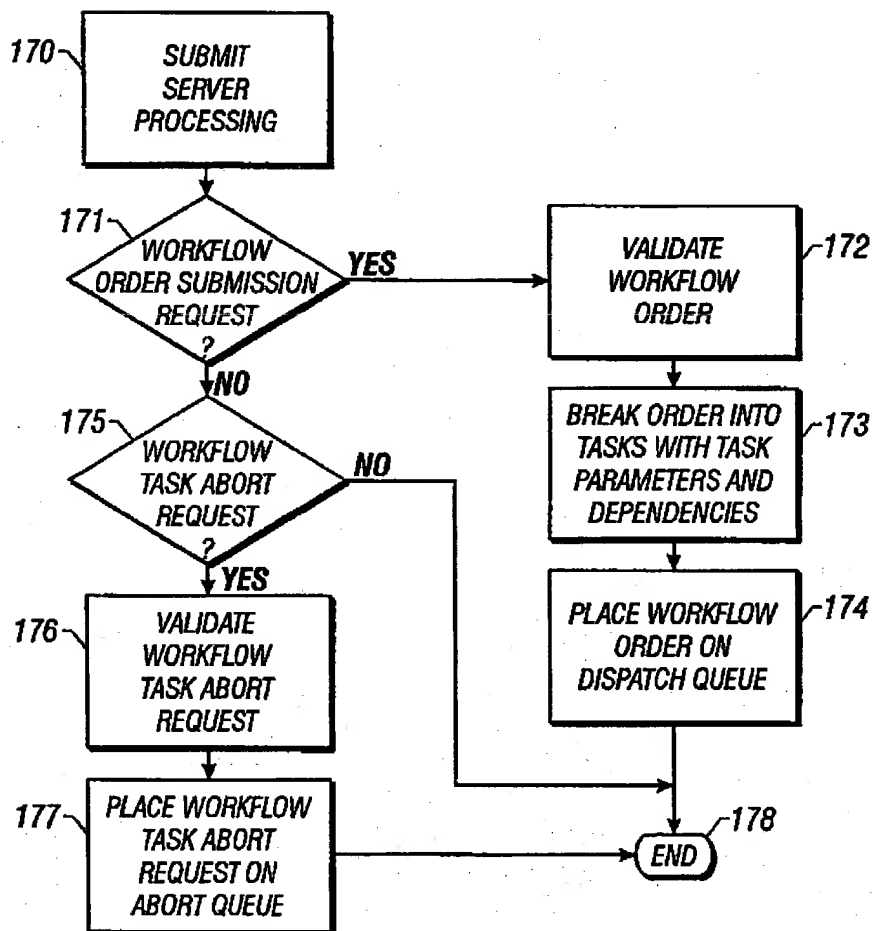 170
SUBMIT
SERVER
PROCESSING
171
WORKFLOW
ORDER SUBMISSION
REQUEST
?
YES
NO
VALIDATE
WORKFLOW
ORDER
172
BREAK ORDER INTO
TASKS WITH TASK
PARAMETERS AND
DEPENDENCIES
173
PLACE WORKFLOW
ORDER ON
DISPATCH QUEUE
174
175
WORKFLOW
TASK ABORT
REQUEST
?
NO
YES
176
VALIDATE
WORKFLOW
TASK ABORT
REQUEST
177
PLACE WORKFLOW
TASK ABORT
REQUEST ON
ABORT QUEUE
END
178